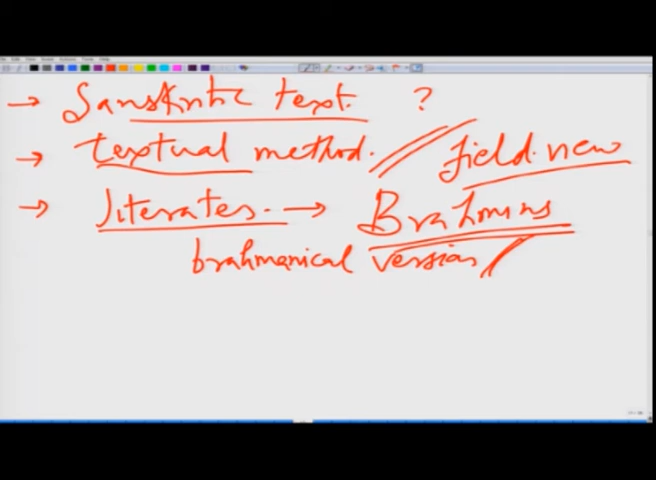 → Sanskritic text. ?
→ textual method. // field view
→ literates. → Brahmins
brahmanical version